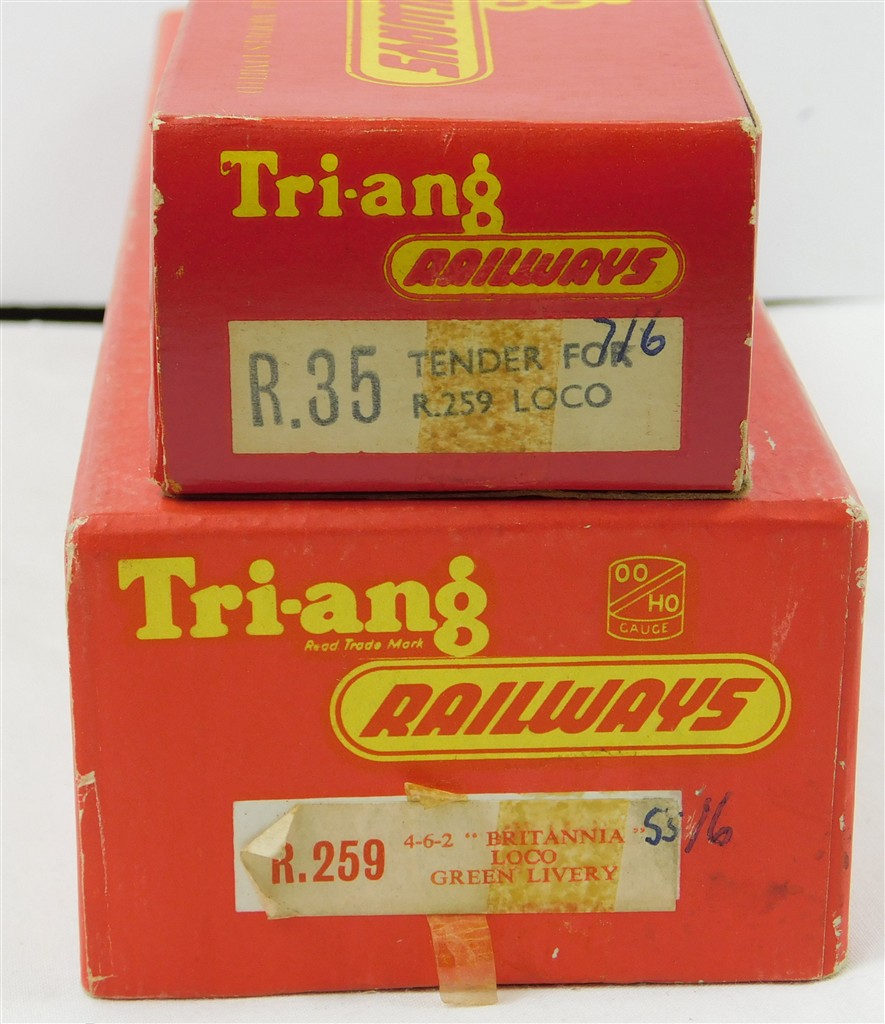 RAILWAYS
Tri-ang
RAILWAYS
7/6
R.35 TENDER FOR
R.259 LOCO
Tri-ang
Regd. Trade Mark
OO
HO
GAUGE
RAILWAYS
55/6
R.259 4-6-2 "BRITANNIA"
LOCO
GREEN LIVERY